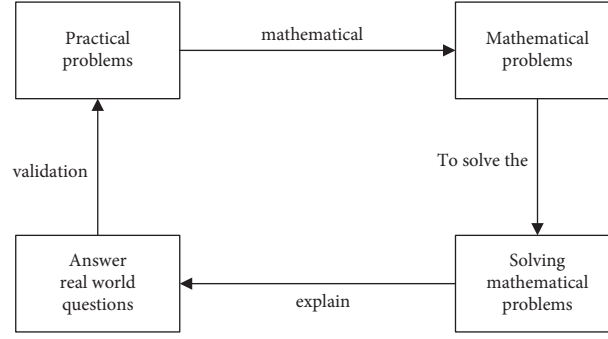 Practical
problems
mathematical
Mathematical
problems
To solve the
validation
Answer
real world
questions
explain
Solving
mathematical
problems